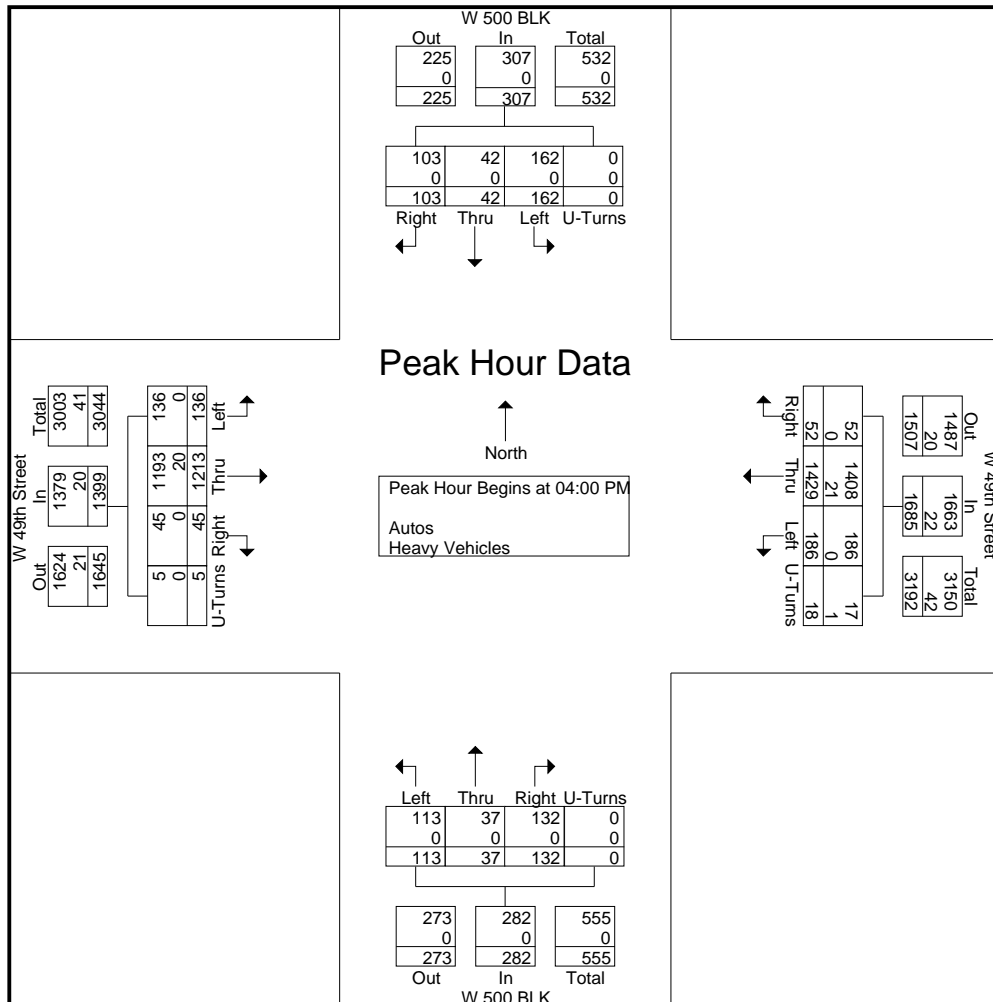 W 500 BLK
Out In Total
225 307 532
0 0 0
225 307 532
103 42 162 0
0 0 0 0
103 42 162 0
Right Thru Left U-Turns
Peak Hour Data
North
Peak Hour Begins at 04:00 PM
Autos
Heavy Vehicles
W 49th Street
Out In Total
1624 1379 3003
21 20 41
1645 1399 3044
U-Turns Right Thru Left
5 45 1193 136
0 0 20 0
5 45 1213 136
W 49th Street
Out In Total
1487 1663 3150
20 22 42
1507 1685 3192
52 1408 186 17
0 21 0 1
52 1429 186 18
Right Thru Left U-Turns
Left Thru Right U-Turns
113 37 132 0
0 0 0 0
113 37 132 0
273 282 555
0 0 0
273 282 555
Out In Total
W 500 BLK